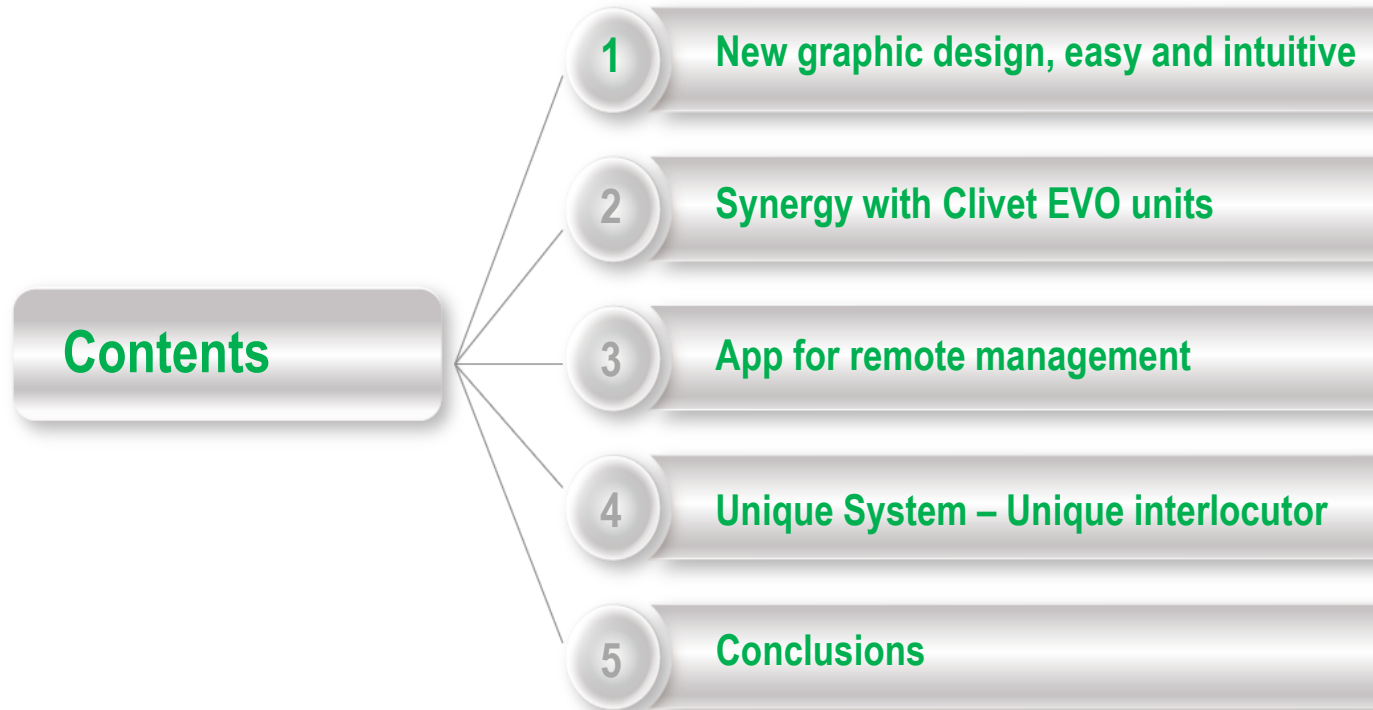 Contents
1 New graphic design, easy and intuitive
2 Synergy with Clivet EVO units
3 App for remote management
4 Unique System – Unique interlocutor
5 Conclusions